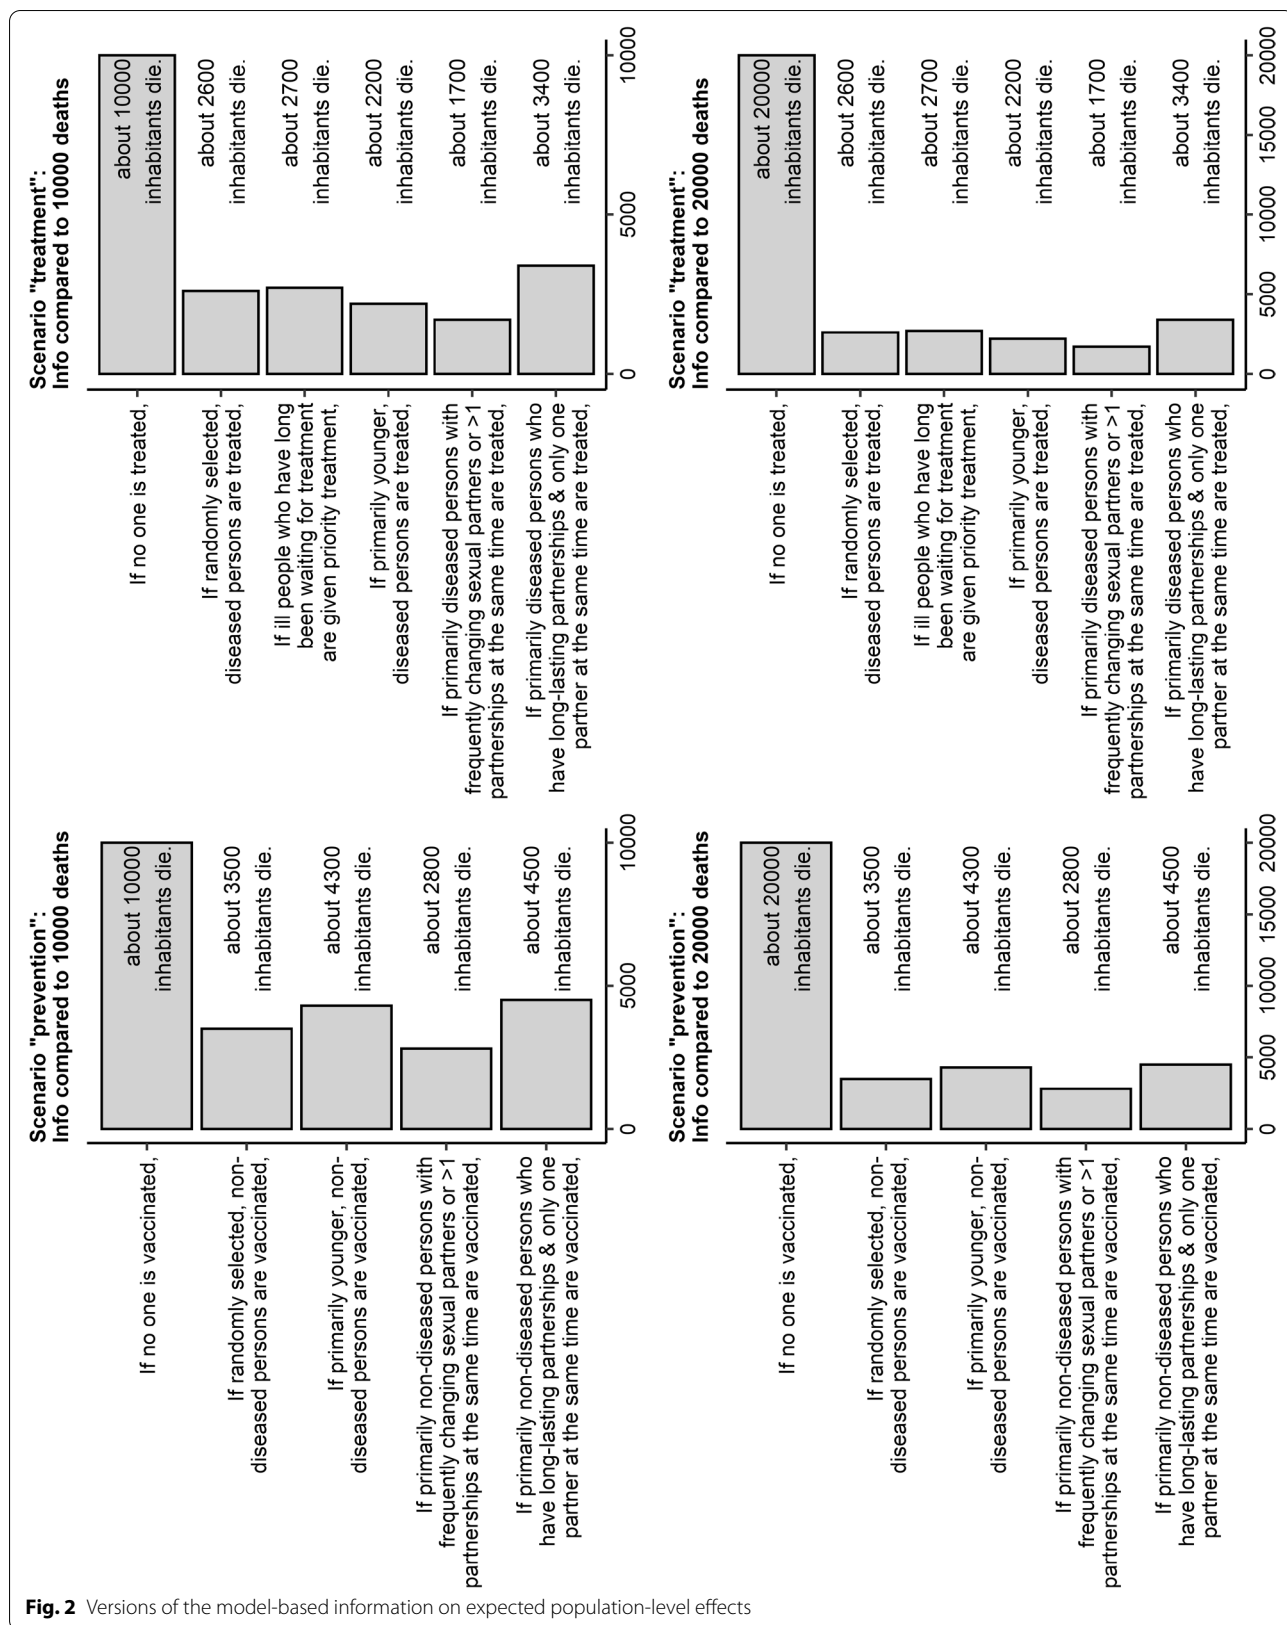 Scenario "prevention":
Info compared to 10000 deaths
If no one is vaccinated,
about 10000
inhabitants die.
If randomly selected, non-
diseased persons are vaccinated,
about 3500
inhabitants die.
If primarily younger, non-
diseased persons are vaccinated,
about 4300
inhabitants die.
If primarily non-diseased persons with
frequently changing sexual partners or >1
partnerships at the same time are vaccinated,
about 2800
inhabitants die.
If primarily non-diseased persons who
have long-lasting partnerships & only one
partner at the same time are vaccinated,
about 4500
inhabitants die.
0 5000 10000
Scenario "treatment":
Info compared to 10000 deaths
If no one is treated,
about 10000
inhabitants die.
If randomly selected,
diseased persons are treated,
about 2600
inhabitants die.
If ill people who have long
been waiting for treatment
are given priority treatment,
about 2700
inhabitants die.
If primarily younger,
diseased persons are treated,
about 2200
inhabitants die.
If primarily diseased persons with
frequently changing sexual partners or >1
partnerships at the same time are treated,
about 1700
inhabitants die.
If primarily diseased persons who
have long-lasting partnerships & only one
partner at the same time are treated,
about 3400
inhabitants die.
0 5000 10000
Scenario "prevention":
Info compared to 20000 deaths
If no one is vaccinated,
about 20000
inhabitants die.
If randomly selected, non-
diseased persons are vaccinated,
about 3500
inhabitants die.
If primarily younger, non-
diseased persons are vaccinated,
about 4300
inhabitants die.
If primarily non-diseased persons with
frequently changing sexual partners or >1
partnerships at the same time are vaccinated,
about 2800
inhabitants die.
If primarily non-diseased persons who
have long-lasting partnerships & only one
partner at the same time are vaccinated,
about 4500
inhabitants die.
0 5000 10000 15000 20000
Scenario "treatment":
Info compared to 20000 deaths
If no one is treated,
about 20000
inhabitants die.
If randomly selected,
diseased persons are treated,
about 2600
inhabitants die.
If ill people who have long
been waiting for treatment
are given priority treatment,
about 2700
inhabitants die.
If primarily younger,
diseased persons are treated,
about 2200
inhabitants die.
If primarily diseased persons with
frequently changing sexual partners or >1
partnerships at the same time are treated,
about 1700
inhabitants die.
If primarily diseased persons who
have long-lasting partnerships & only one
partner at the same time are treated,
about 3400
inhabitants die.
0 5000 10000 15000 20000
Fig. 2 Versions of the model-based information on expected population-level effects